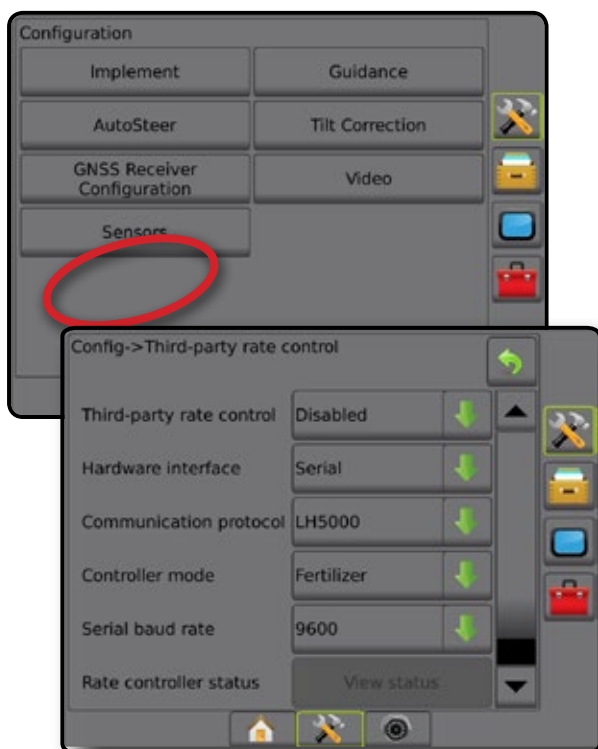 Configuration
Implement
Guidance
AutoSteer
Tilt Correction
GNSS Receiver
Configuration
Video
Sensors
Config->Third-party rate control
Third-party rate control
Disabled
Hardware interface
Serial
Communication protocol
LH5000
Controller mode
Fertilizer
Serial baud rate
9600
Rate controller status
View status